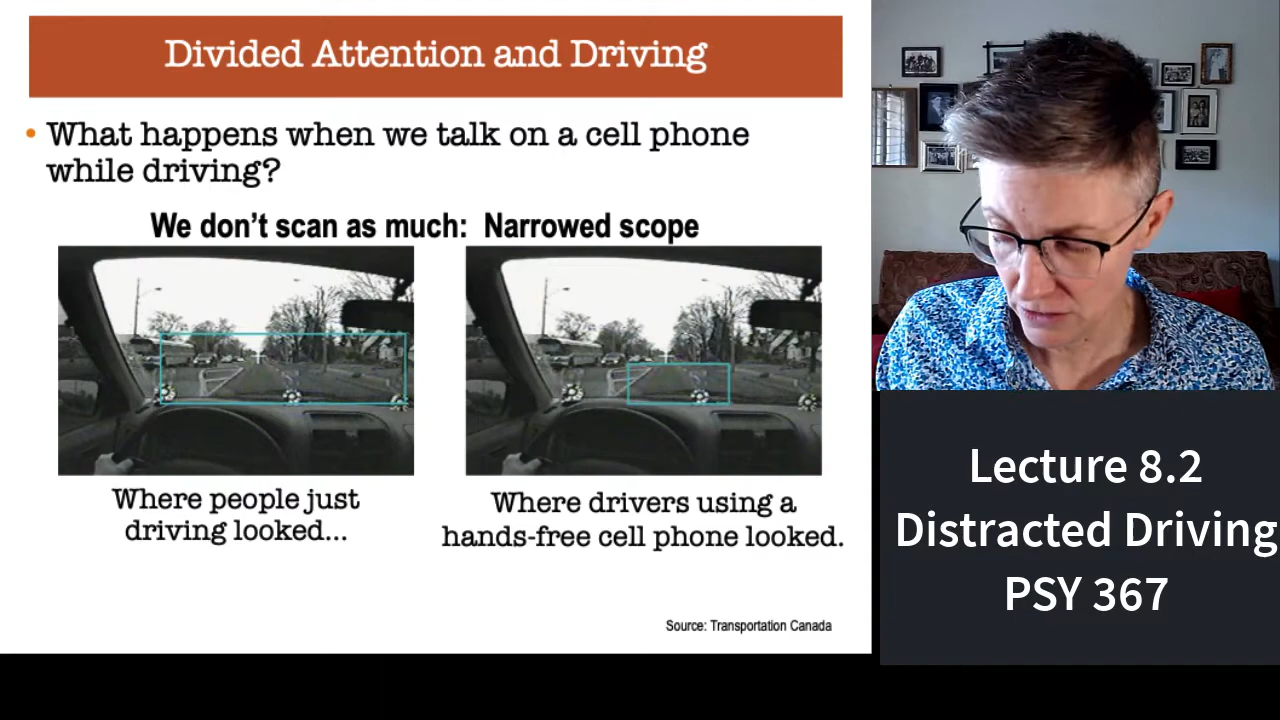 Divided Attention and Driving
• What happens when we talk on a cell phone
while driving?
We don't scan as much:  Narrowed scope
Where people just
driving looked...
Where drivers using a
hands-free cell phone looked.
Source: Transportation Canada
Lecture 8.2
Distracted Driving
PSY 367